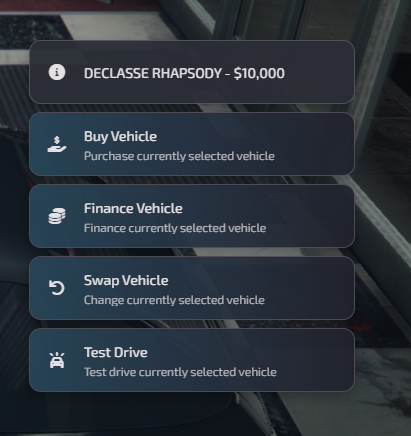 DECLASSE RHAPSODY - $10,000
Buy Vehicle
Purchase currently selected vehicle
Finance Vehicle
Finance currently selected vehicle
Swap Vehicle
Change currently selected vehicle
Test Drive
Test drive currently selected vehicle